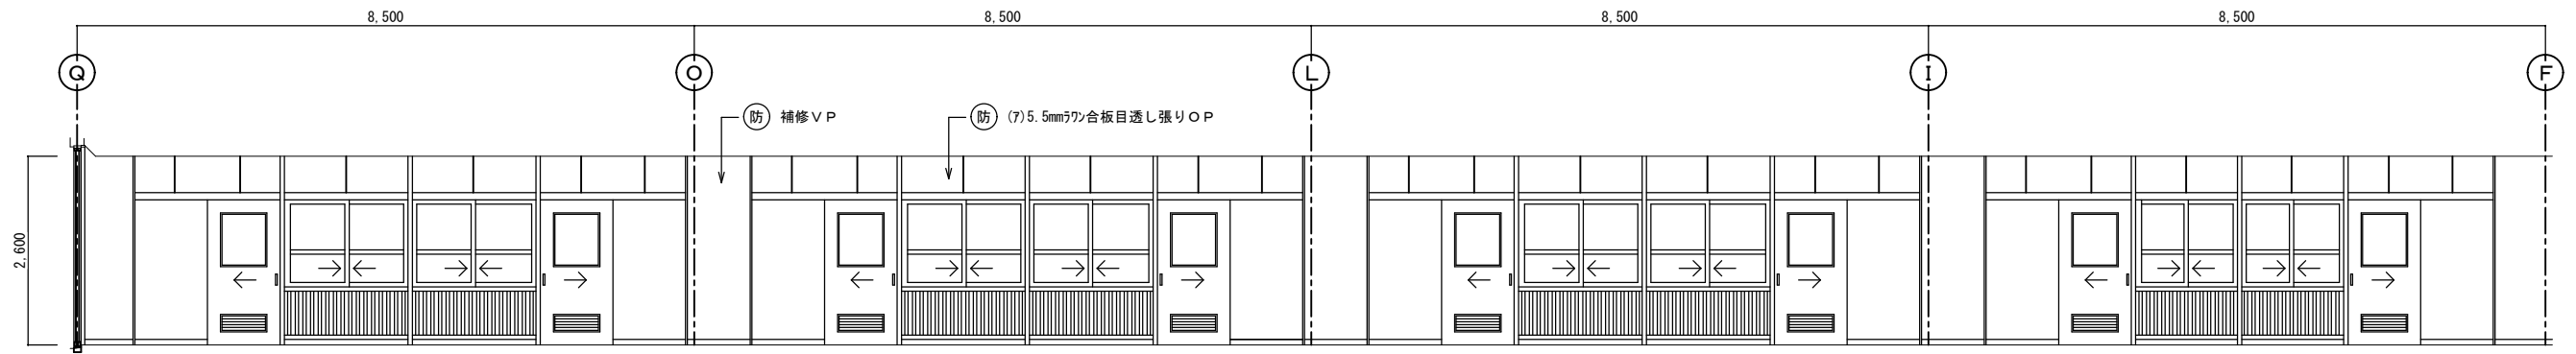 8,500 8,500 8,500 8,500
Q O L I F
防 補修VP 防 (ア)5.5mmラワン合板目透し張りOP
2,600